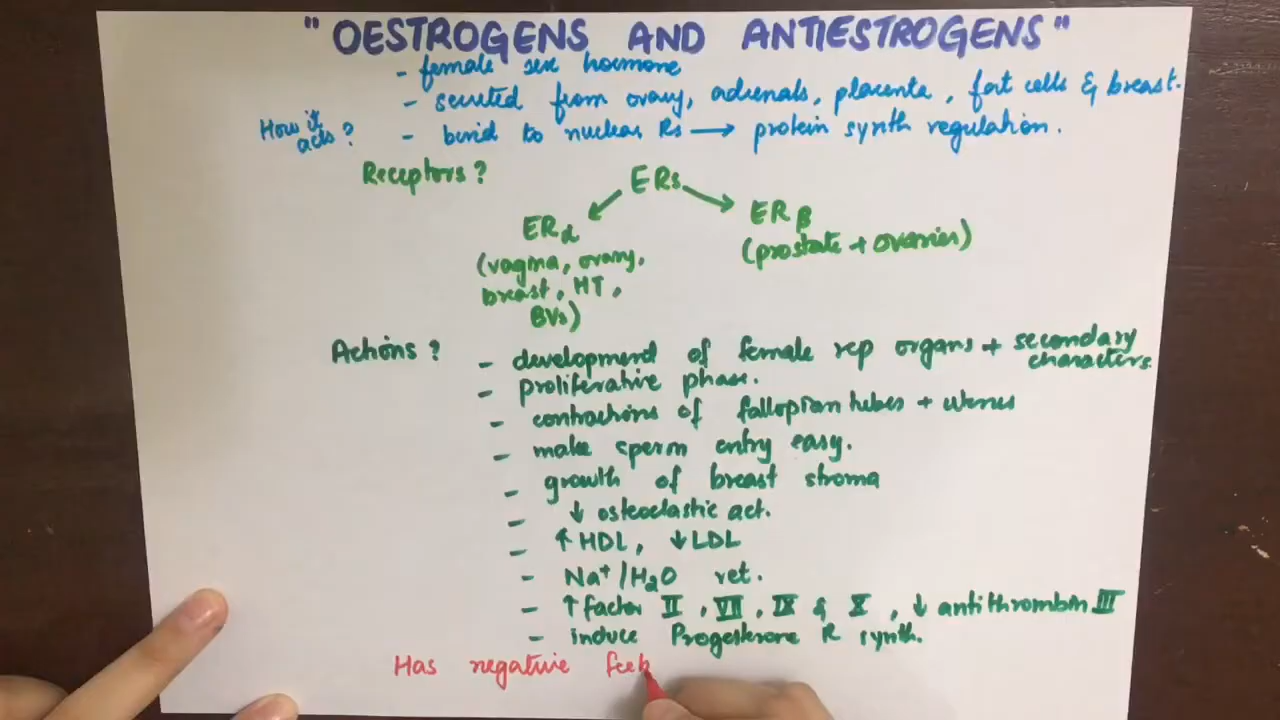 "OESTROGENS AND ANTIESTROGENS"
- female sex hormone
- secreted from ovary, adrenals, placenta, fat cells & breast.
How it acts? - bind to nuclear Rs → protein synth regulation.
Receptors? ERs
ERα
(vagina, ovary,
breast, HT,
BVs)
ERβ
(prostate + ovaries)
Actions? - development of female rep organs + secondary characters.
- proliferative phase.
- contractions of fallopian tubes + uterus
- make sperm entry easy.
- growth of breast stroma
- ↓ osteoclastic act.
- ↑ HDL, ↓ LDL
- Na⁺/H₂O ret.
- ↑ factor II, VII, IX & X, ↓ antithrombin III
- induce Progesterone R synth.
Has negative feeb